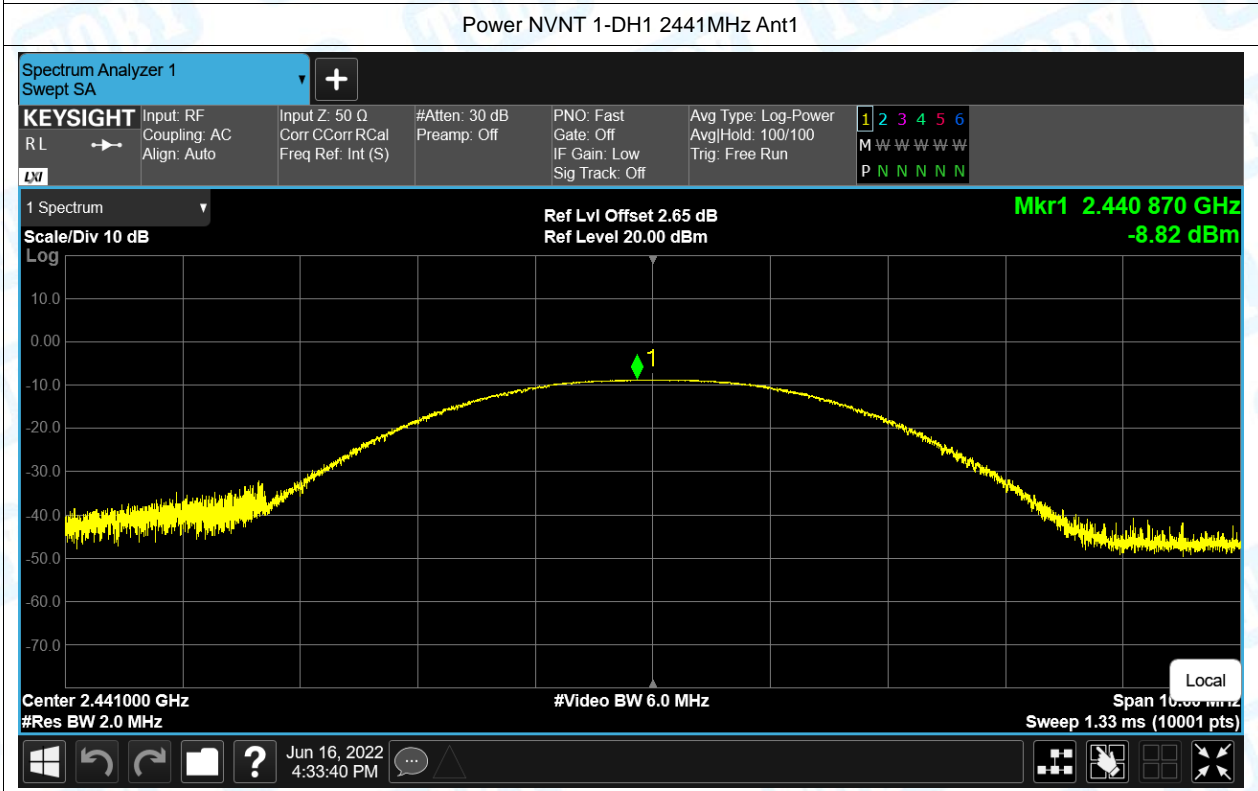 Power NVNT 1-DH1 2441MHz Ant1
Spectrum Analyzer 1
Swept SA
KEYSIGHT
R L
LXI
Input: RF
Coupling: AC
Align: Auto
Input Z: 50 Ω
Corr CCorr RCal
Freq Ref: Int (S)
#Atten: 30 dB
Preamp: Off
PNO: Fast
Gate: Off
IF Gain: Low
Sig Track: Off
Avg Type: Log-Power
Avg|Hold: 100/100
Trig: Free Run
1 2 3 4 5 6
M W W W W W
P N N N N N
1 Spectrum
Scale/Div 10 dB
Ref Lvl Offset 2.65 dB
Ref Level 20.00 dBm
Mkr1 2.440 870 GHz
-8.82 dBm
Log
10.0
0.00
1
-10.0
-20.0
-30.0
-40.0
-50.0
-60.0
-70.0
Local
Center 2.441000 GHz
#Video BW 6.0 MHz
Span 10.00 MHz
#Res BW 2.0 MHz
Sweep 1.33 ms (10001 pts)
?
Jun 16, 2022
4:33:40 PM